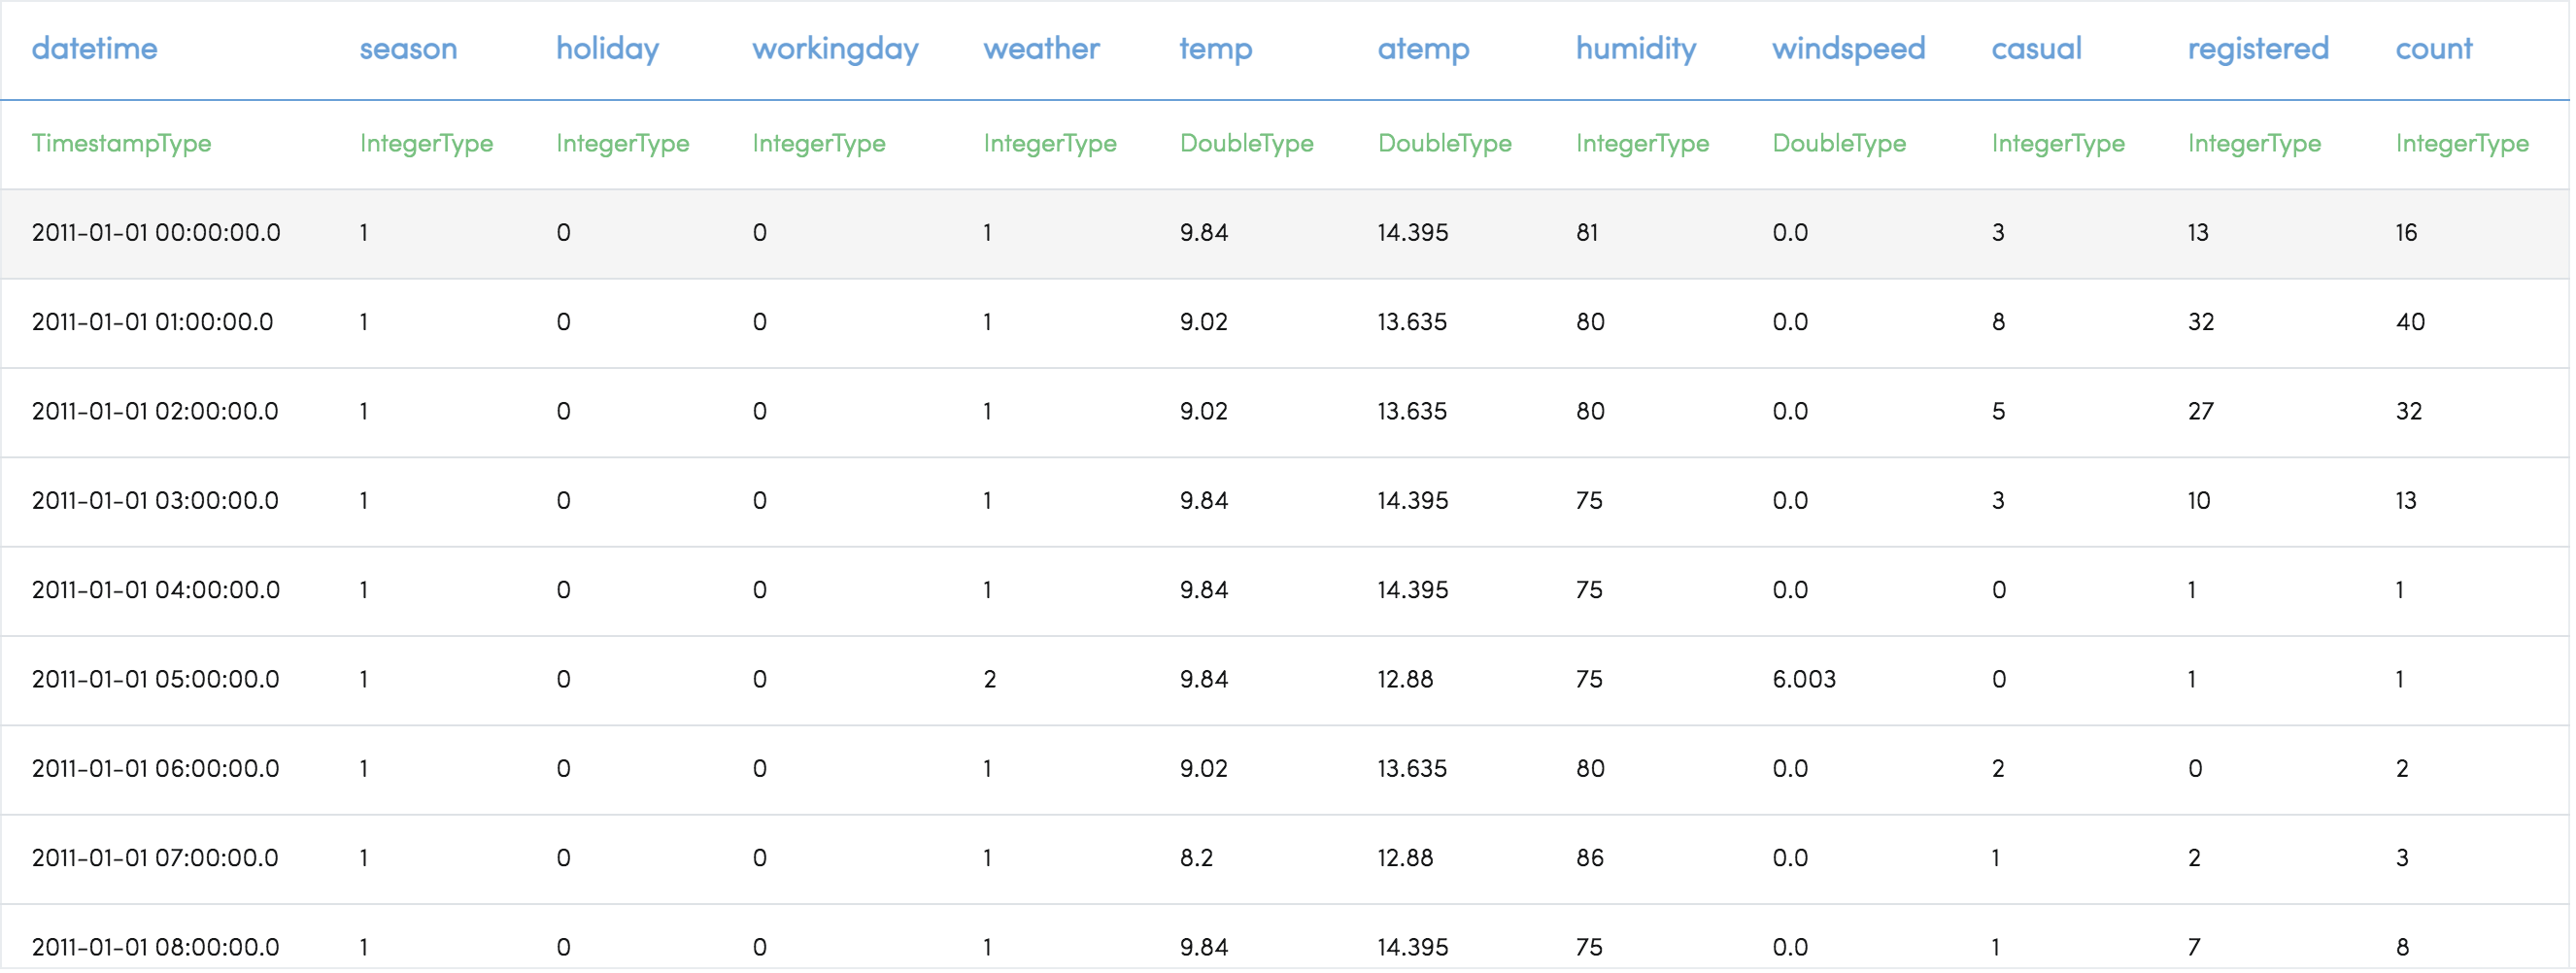 datetime season holiday workingday weather temp atemp humidity windspeed casual registered count
TimestampType IntegerType IntegerType IntegerType IntegerType DoubleType DoubleType IntegerType DoubleType IntegerType IntegerType IntegerType
2011-01-01 00:00:00.0 1 0 0 1 9.84 14.395 81 0.0 3 13 16
2011-01-01 01:00:00.0 1 0 0 1 9.02 13.635 80 0.0 8 32 40
2011-01-01 02:00:00.0 1 0 0 1 9.02 13.635 80 0.0 5 27 32
2011-01-01 03:00:00.0 1 0 0 1 9.84 14.395 75 0.0 3 10 13
2011-01-01 04:00:00.0 1 0 0 1 9.84 14.395 75 0.0 0 1 1
2011-01-01 05:00:00.0 1 0 0 2 9.84 12.88 75 6.003 0 1 1
2011-01-01 06:00:00.0 1 0 0 1 9.02 13.635 80 0.0 2 0 2
2011-01-01 07:00:00.0 1 0 0 1 8.2 12.88 86 0.0 1 2 3
2011-01-01 08:00:00.0 1 0 0 1 9.84 14.395 75 0.0 1 7 8